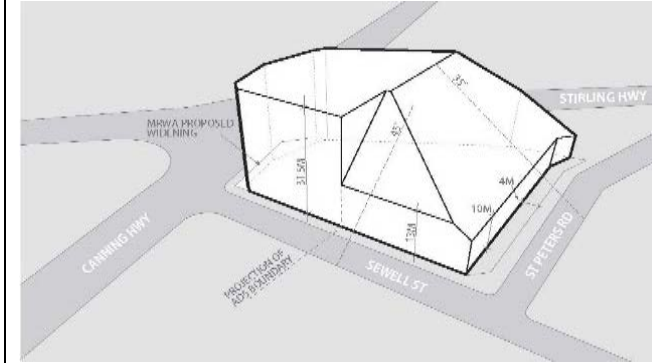 35°
STIRLING HWY
MRWA PROPOSED
WIDENING
45°
31.5M
4M
10M
13M
CANNING HWY
PROJECTION OF
ADS BOUNDARY
SEWELL ST
ST PETERS RD